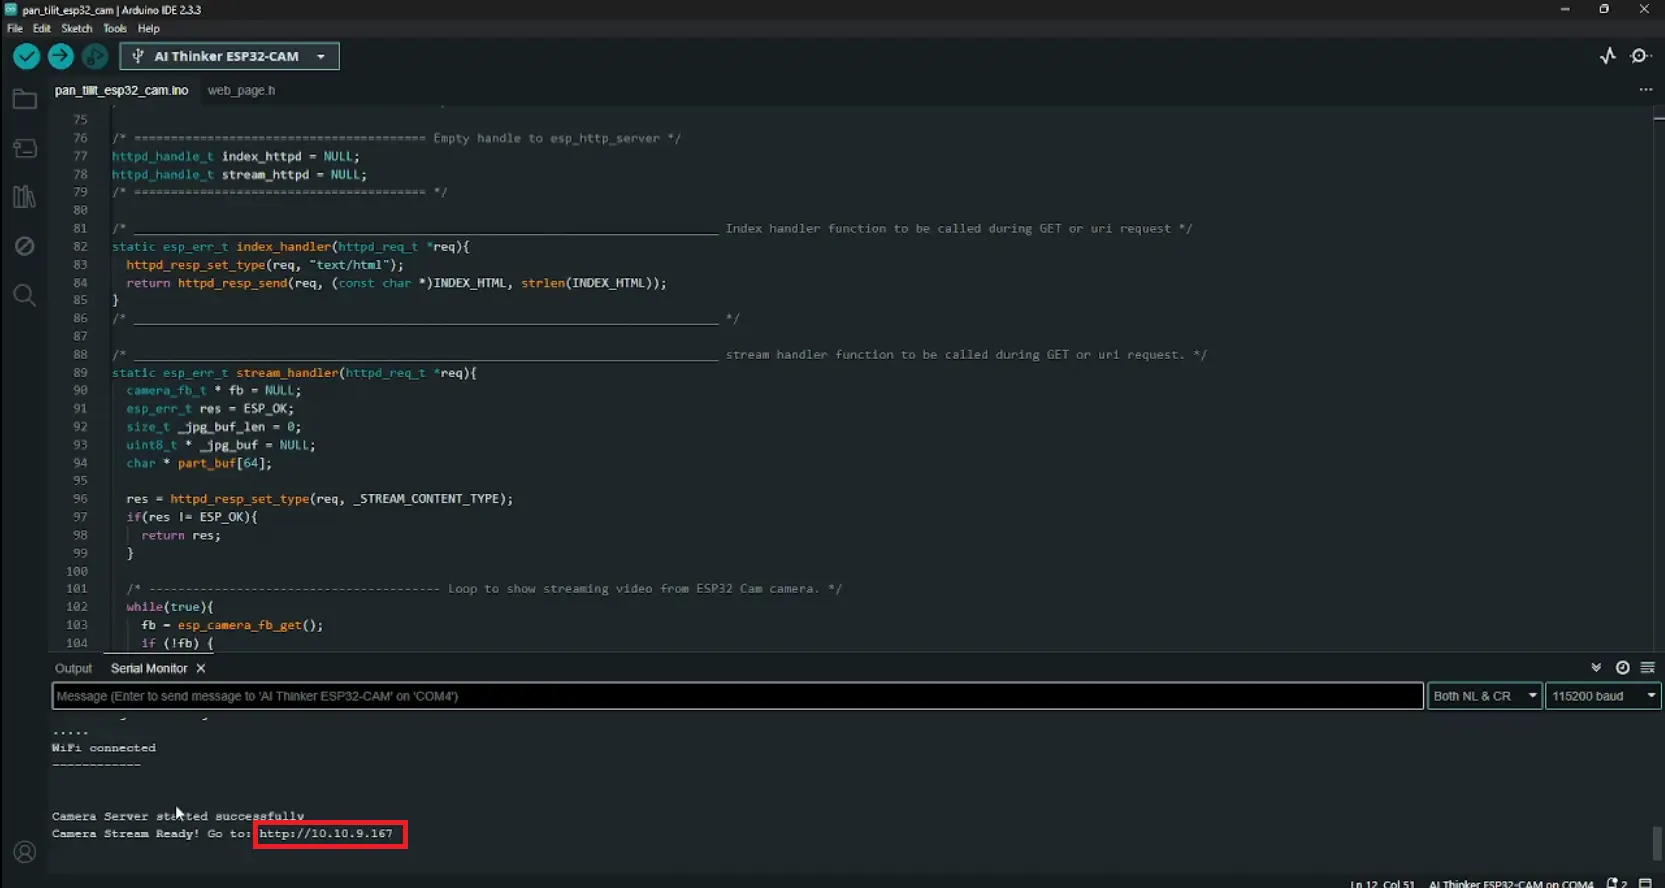 pan_tilit_esp32_cam | Arduino IDE 2.3.3
File Edit Sketch Tools Help
AI Thinker ESP32-CAM
pan_tilit_esp32_cam.ino web_page.h
75
76 /* ======================================== Empty handle to esp_http_server */
77 httpd_handle_t index_httpd = NULL;
78 httpd_handle_t stream_httpd = NULL;
79 /* ======================================== */
80
81 /* ________________________________________________________________________________ Index handler function to be called during GET or uri request */
82 static esp_err_t index_handler(httpd_req_t *req){
83 httpd_resp_set_type(req, "text/html");
84 return httpd_resp_send(req, (const char *)INDEX_HTML, strlen(INDEX_HTML));
85 }
86 /* ________________________________________________________________________________ */
87
88 /* ________________________________________________________________________________ stream handler function to be called during GET or uri request. */
89 static esp_err_t stream_handler(httpd_req_t *req){
90 camera_fb_t * fb = NULL;
91 esp_err_t res = ESP_OK;
92 size_t _jpg_buf_len = 0;
93 uint8_t * _jpg_buf = NULL;
94 char * part_buf[64];
95
96 res = httpd_resp_set_type(req, _STREAM_CONTENT_TYPE);
97 if(res != ESP_OK){
98 return res;
99 }
100
101 /* ---------------------------------------- Loop to show streaming video from ESP32 Cam camera. */
102 while(true){
103 fb = esp_camera_fb_get();
104 if (!fb) {
Output Serial Monitor
Message (Enter to send message to 'AI Thinker ESP32-CAM' on 'COM4') Both NL & CR 115200 baud
.....
WiFi connected
------------
Camera Server started successfully
Camera Stream Ready! Go to: http://10.10.9.167
Ln 12, Col 51 AI Thinker ESP32-CAM on COM4 2